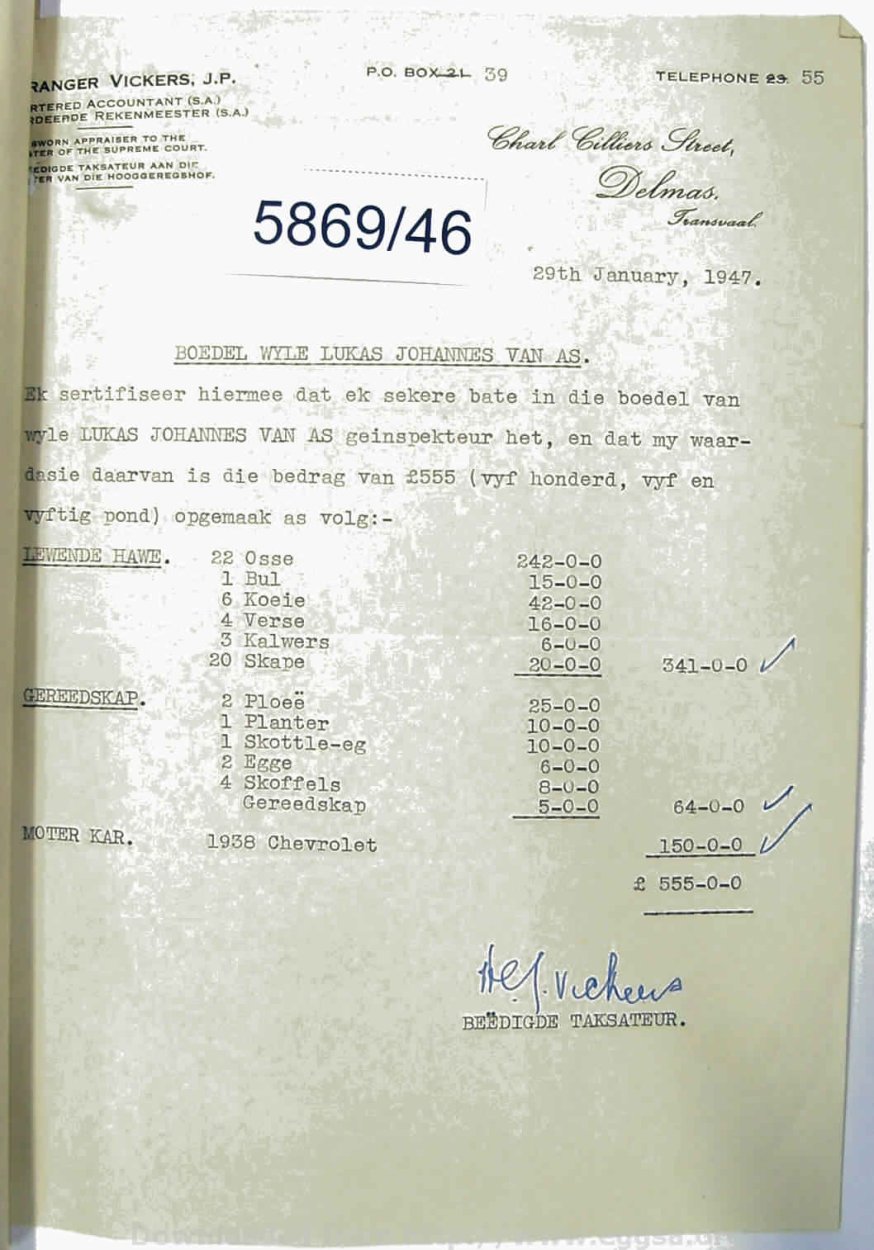 RANGER VICKERS, J.P.
RTERED ACCOUNTANT (S.A.)
RDEERDE REKENMEESTER (S.A.)
SWORN APPRAISER TO THE
TER OF THE SUPREME COURT.
EDIGDE TAKSATEUR AAN DIE
TER VAN DIE HOOGGEREGSHOF.
P.O. BOX 21 39
TELEPHONE 23. 55
Charl Cilliers Street,
Delmas.
Transvaal.
5869/46
29th January, 1947.
BOEDEL WYLE LUKAS JOHANNES VAN AS.
Ek sertifiseer hiermee dat ek sekere bate in die boedel van
wyle LUKAS JOHANNES VAN AS geinspekteur het, en dat my waar-
dasie daarvan is die bedrag van £555 (vyf honderd, vyf en
vyftig pond) opgemaak as volg:-
LEWENDE HAWE. 22 Osse 242-0-0
1 Bul 15-0-0
6 Koeie 42-0-0
4 Verse 16-0-0
3 Kalwers 6-0-0
20 Skape 20-0-0 341-0-0
GEREEDSKAP. 2 Ploeë 25-0-0
1 Planter 10-0-0
1 Skottle-eg 10-0-0
2 Egge 6-0-0
4 Skoffels 8-0-0
Gereedskap 5-0-0 64-0-0
MOTER KAR. 1938 Chevrolet 150-0-0
£ 555-0-0
Vickers
BEËDIGDE TAKSATEUR.